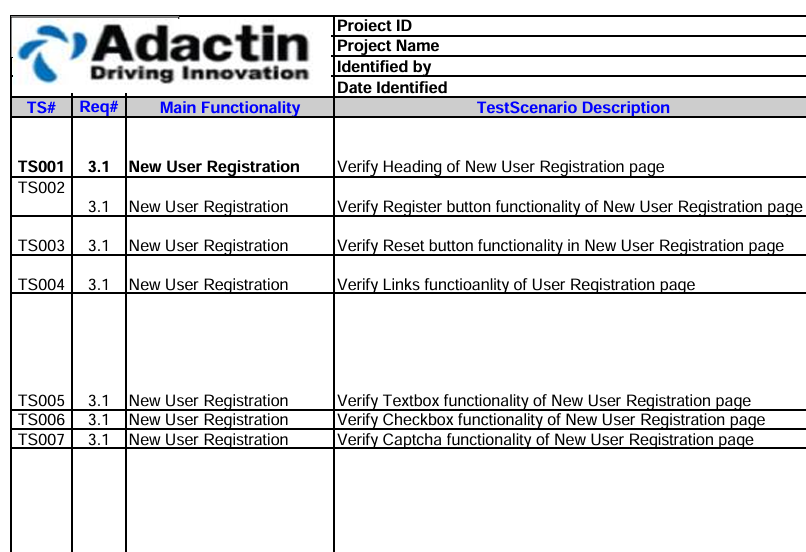 Adactin
Driving Innovation
Project ID
Project Name
Identified by
Date Identified
TS# Req# Main Functionality TestScenario Description
TS001 3.1 New User Registration Verify Heading of New User Registration page
TS002 3.1 New User Registration Verify Register button functionality of New User Registration page
TS003 3.1 New User Registration Verify Reset button functionality in New User Registration page
TS004 3.1 New User Registration Verify Links functioanlity of User Registration page
TS005 3.1 New User Registration Verify Textbox functionality of New User Registration page
TS006 3.1 New User Registration Verify Checkbox functionality of New User Registration page
TS007 3.1 New User Registration Verify Captcha functionality of New User Registration page